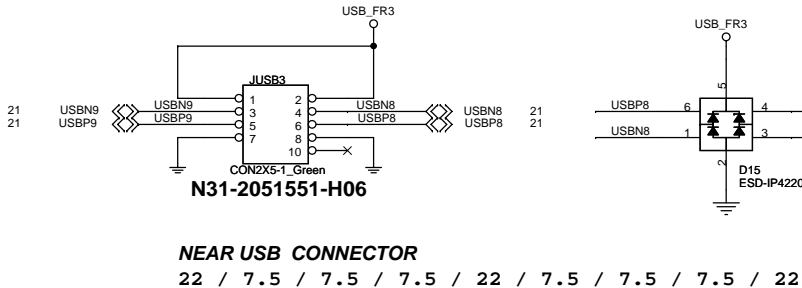 USB_FR3
USB_FR3
JUSB3
1 2
21 USBN9 USBN9 3 4 USBN8 USBN8 21
21 USBP9 USBP9 5 6 USBP8 USBP8 21
7 8
10
CON2X5-1_Green
N31-2051551-H06
5
USBP8 6 4
USBN8 1 3
2
D15
ESD-IP4220
NEAR USB CONNECTOR
22 / 7.5 / 7.5 / 7.5 / 22 / 7.5 / 7.5 / 7.5 / 22